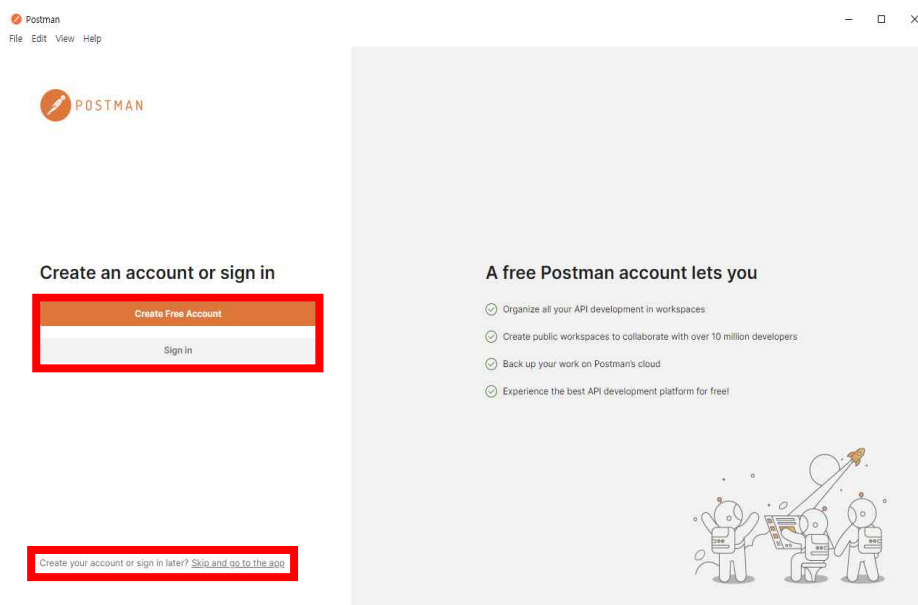 Postman
File Edit View Help
POSTMAN
Create an account or sign in
Create Free Account
Sign in
Create your account or sign in later? Skip and go to the app
A free Postman account lets you
Organize all your API development in workspaces
Create public workspaces to collaborate with over 10 million developers
Back up your work on Postman's cloud
Experience the best API development platform for free!